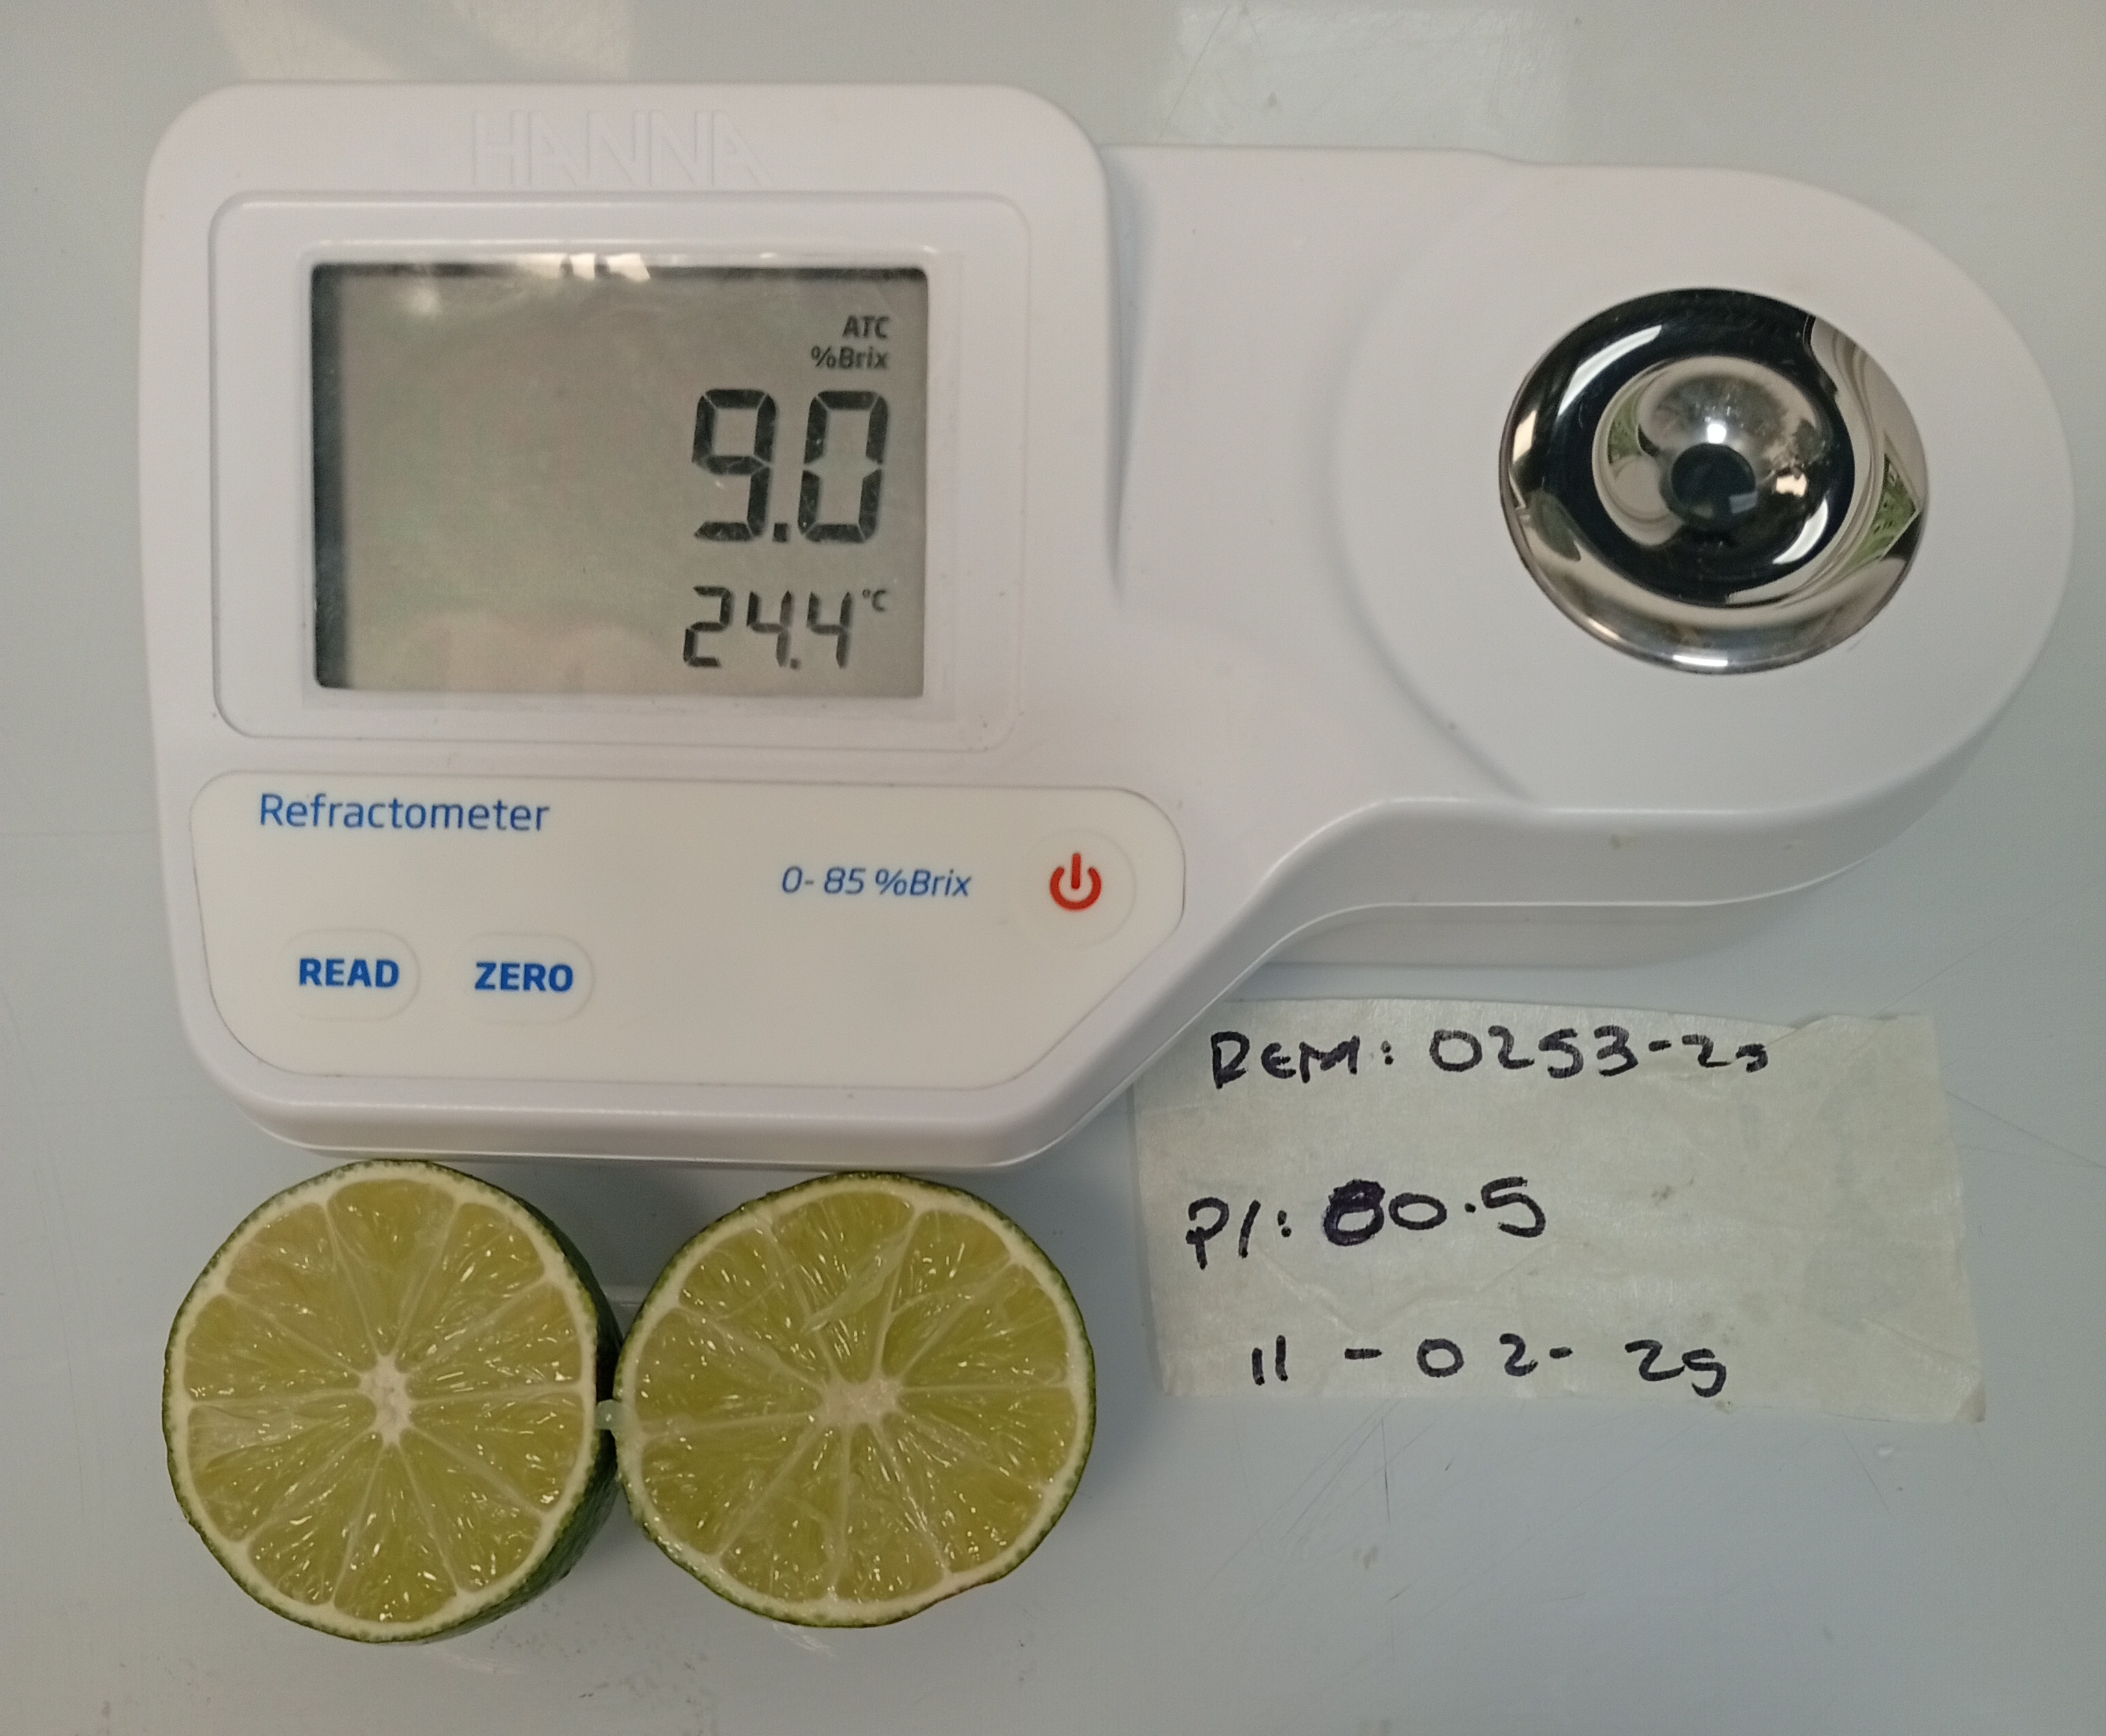 HANNA
ATC
%Brix
9.0
24.4 °C
Refractometer
0-85 %Brix
READ ZERO
REM: 0253-25
P/: 80.5
11-02-25